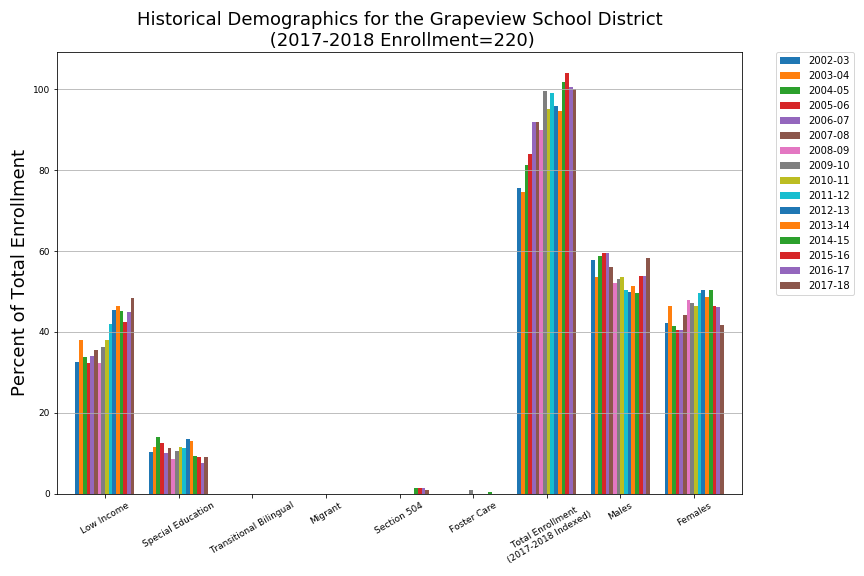 Historical Demographics for the Grapeview School District
(2017-2018 Enrollment=220)
Percent of Total Enrollment
100
80
60
40
20
0
Low Income
Special Education
Transitional Bilingual
Migrant
Section 504
Foster Care
Total Enrollment
(2017-2018 Indexed)
Males
Females
2002-03
2003-04
2004-05
2005-06
2006-07
2007-08
2008-09
2009-10
2010-11
2011-12
2012-13
2013-14
2014-15
2015-16
2016-17
2017-18